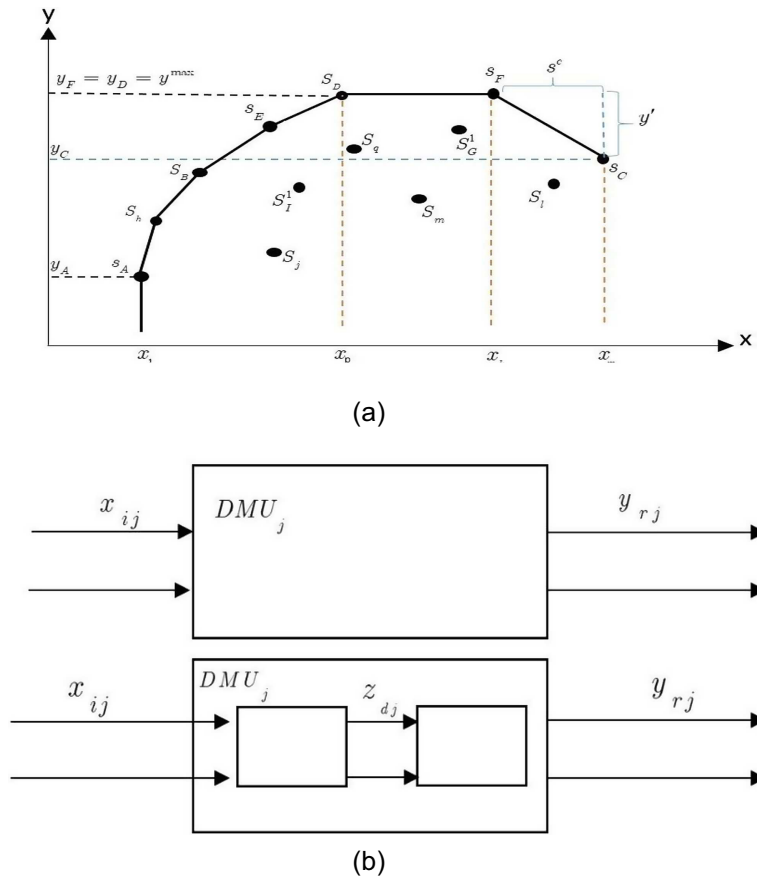 y
y_F = y_D = y^max
S_D
s_F
s^c
y'
s_E
S_q
S_G^1
y_C
S_B
s_C
S_I^1
S_m
S_l
S_h
S_j
y_A
s_A
x
(a)
x_ij
DMU_j
y_rj
x_ij
DMU_j
z_dj
y_rj
(b)